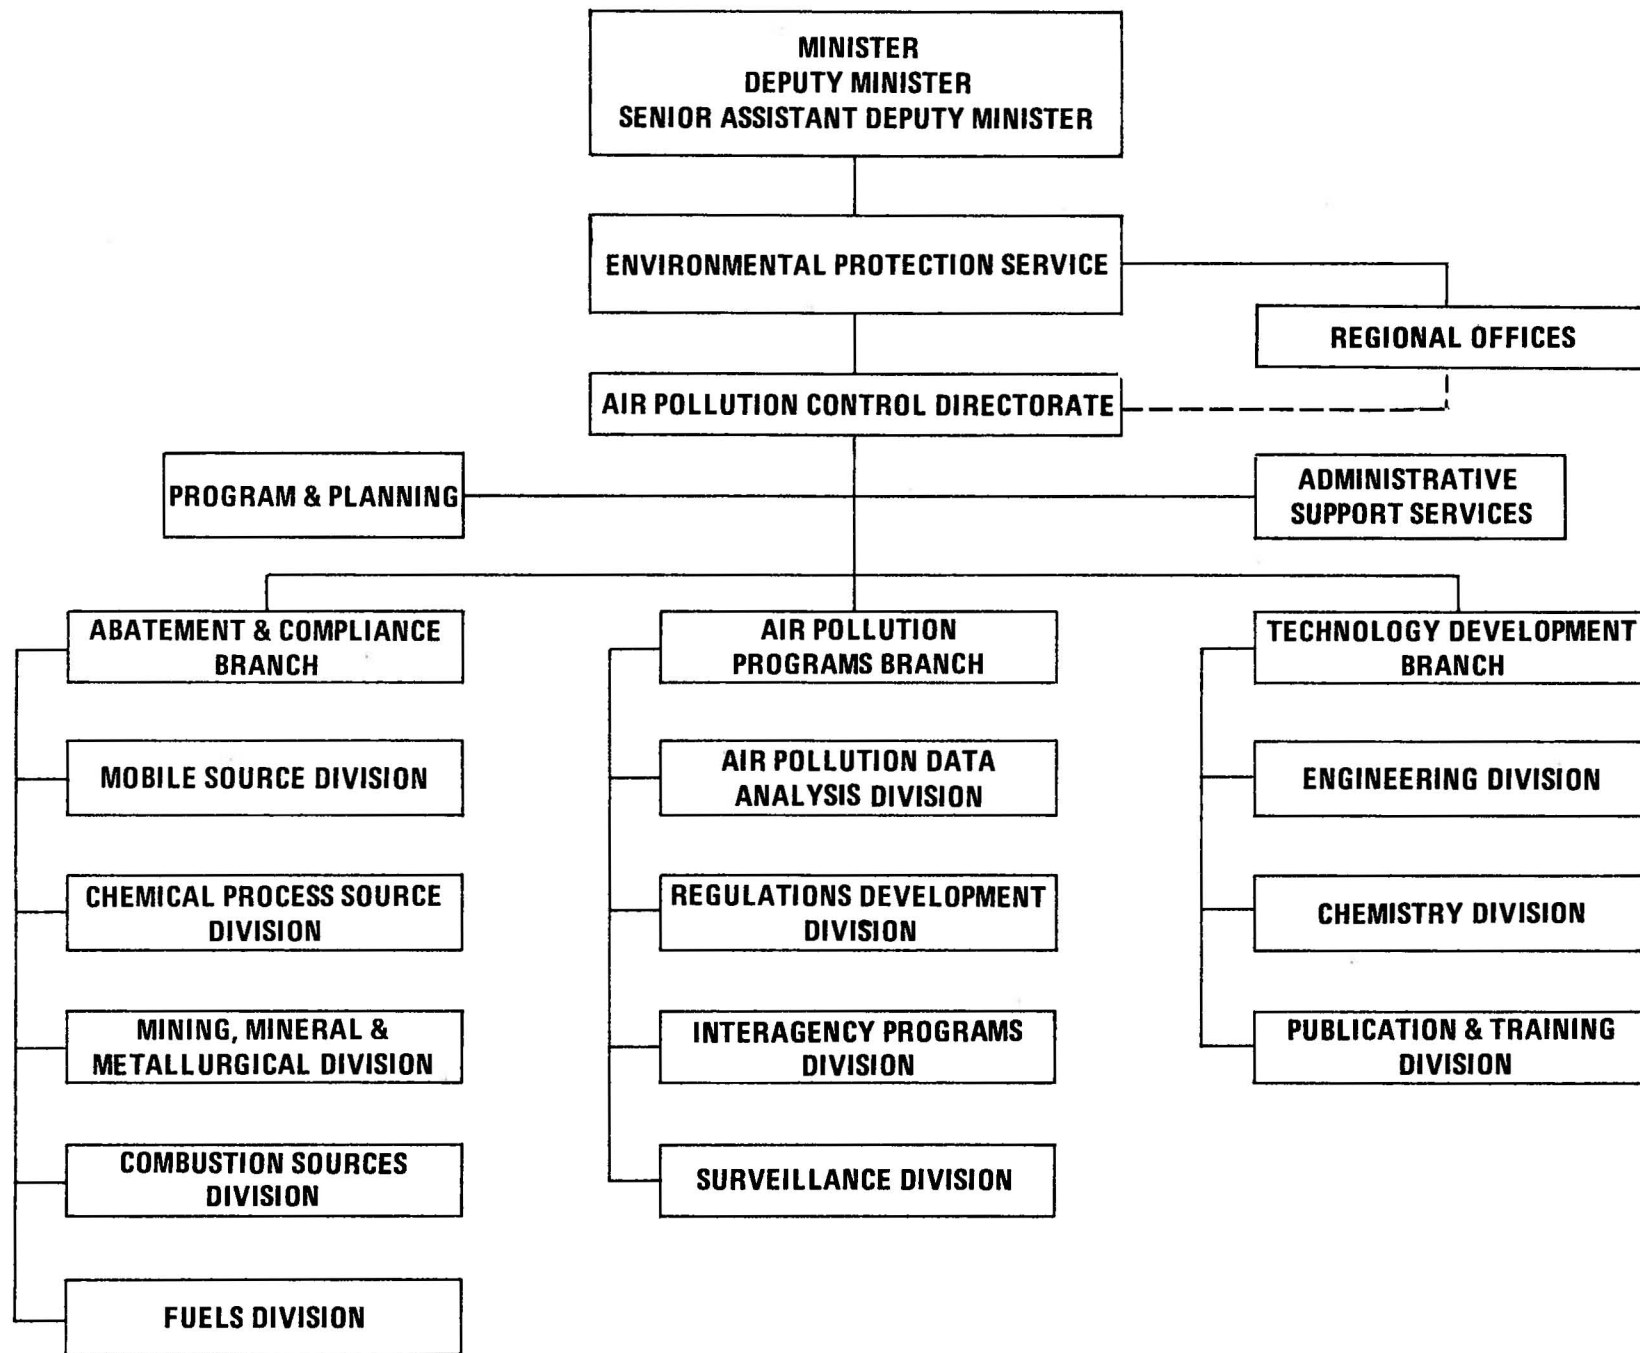 MINISTER
DEPUTY MINISTER
SENIOR ASSISTANT DEPUTY MINISTER
ENVIRONMENTAL PROTECTION SERVICE
REGIONAL OFFICES
AIR POLLUTION CONTROL DIRECTORATE
PROGRAM & PLANNING
ADMINISTRATIVE
SUPPORT SERVICES
ABATEMENT & COMPLIANCE
BRANCH
MOBILE SOURCE DIVISION
CHEMICAL PROCESS SOURCE
DIVISION
MINING, MINERAL &
METALLURGICAL DIVISION
COMBUSTION SOURCES
DIVISION
FUELS DIVISION
AIR POLLUTION
PROGRAMS BRANCH
AIR POLLUTION DATA
ANALYSIS DIVISION
REGULATIONS DEVELOPMENT
DIVISION
INTERAGENCY PROGRAMS
DIVISION
SURVEILLANCE DIVISION
TECHNOLOGY DEVELOPMENT
BRANCH
ENGINEERING DIVISION
CHEMISTRY DIVISION
PUBLICATION & TRAINING
DIVISION